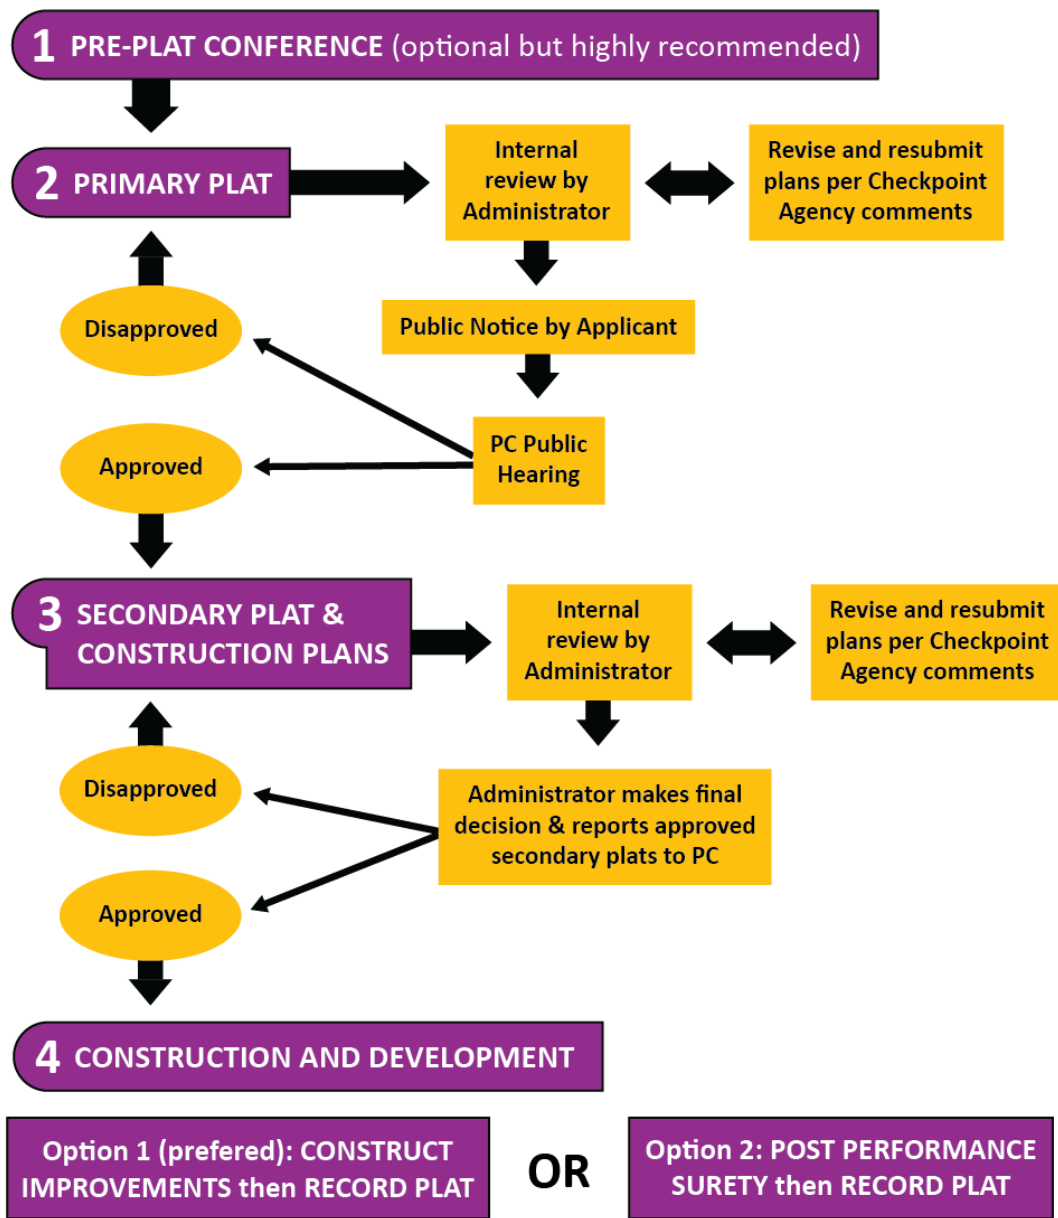 1 PRE-PLAT CONFERENCE (optional but highly recommended)
2 PRIMARY PLAT
Internal
review by
Administrator
Revise and resubmit
plans per Checkpoint
Agency comments
Disapproved
Public Notice by Applicant
Approved
PC Public
Hearing
3 SECONDARY PLAT &
CONSTRUCTION PLANS
Internal
review by
Administrator
Revise and resubmit
plans per Checkpoint
Agency comments
Disapproved
Administrator makes final
decision & reports approved
secondary plats to PC
Approved
4 CONSTRUCTION AND DEVELOPMENT
Option 1 (prefered): CONSTRUCT
IMPROVEMENTS then RECORD PLAT
OR
Option 2: POST PERFORMANCE
SURETY then RECORD PLAT